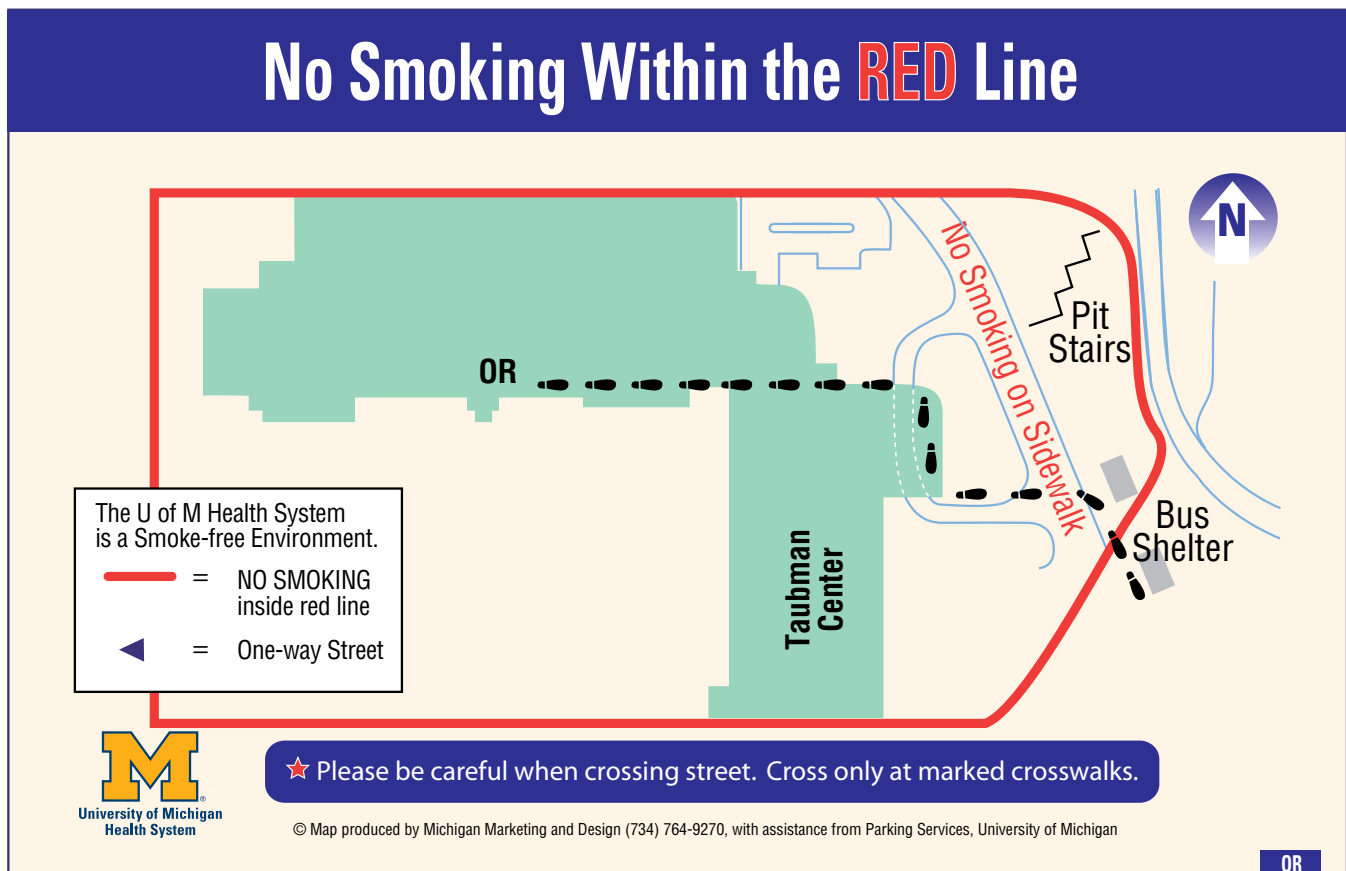 No Smoking Within the RED Line
N
No Smoking on Sidewalk
Pit
Stairs
OR
Bus
Shelter
Taubman
Center
The U of M Health System
is a Smoke-free Environment.
= NO SMOKING
inside red line
= One-way Street
M
®
University of Michigan
Health System
Please be careful when crossing street. Cross only at marked crosswalks.
© Map produced by Michigan Marketing and Design (734) 764-9270, with assistance from Parking Services, University of Michigan
OR